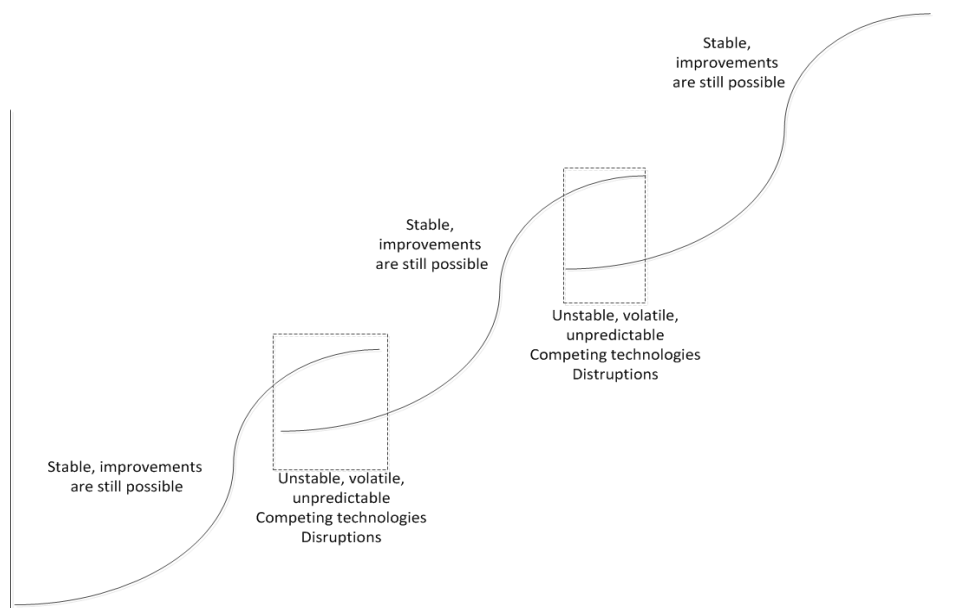 Stable,
improvements
are still possible
Stable,
improvements
are still possible
Unstable, volatile,
unpredictable
Competing technologies
Distruptions
Stable, improvements
are still possible
Unstable, volatile,
unpredictable
Competing technologies
Disruptions